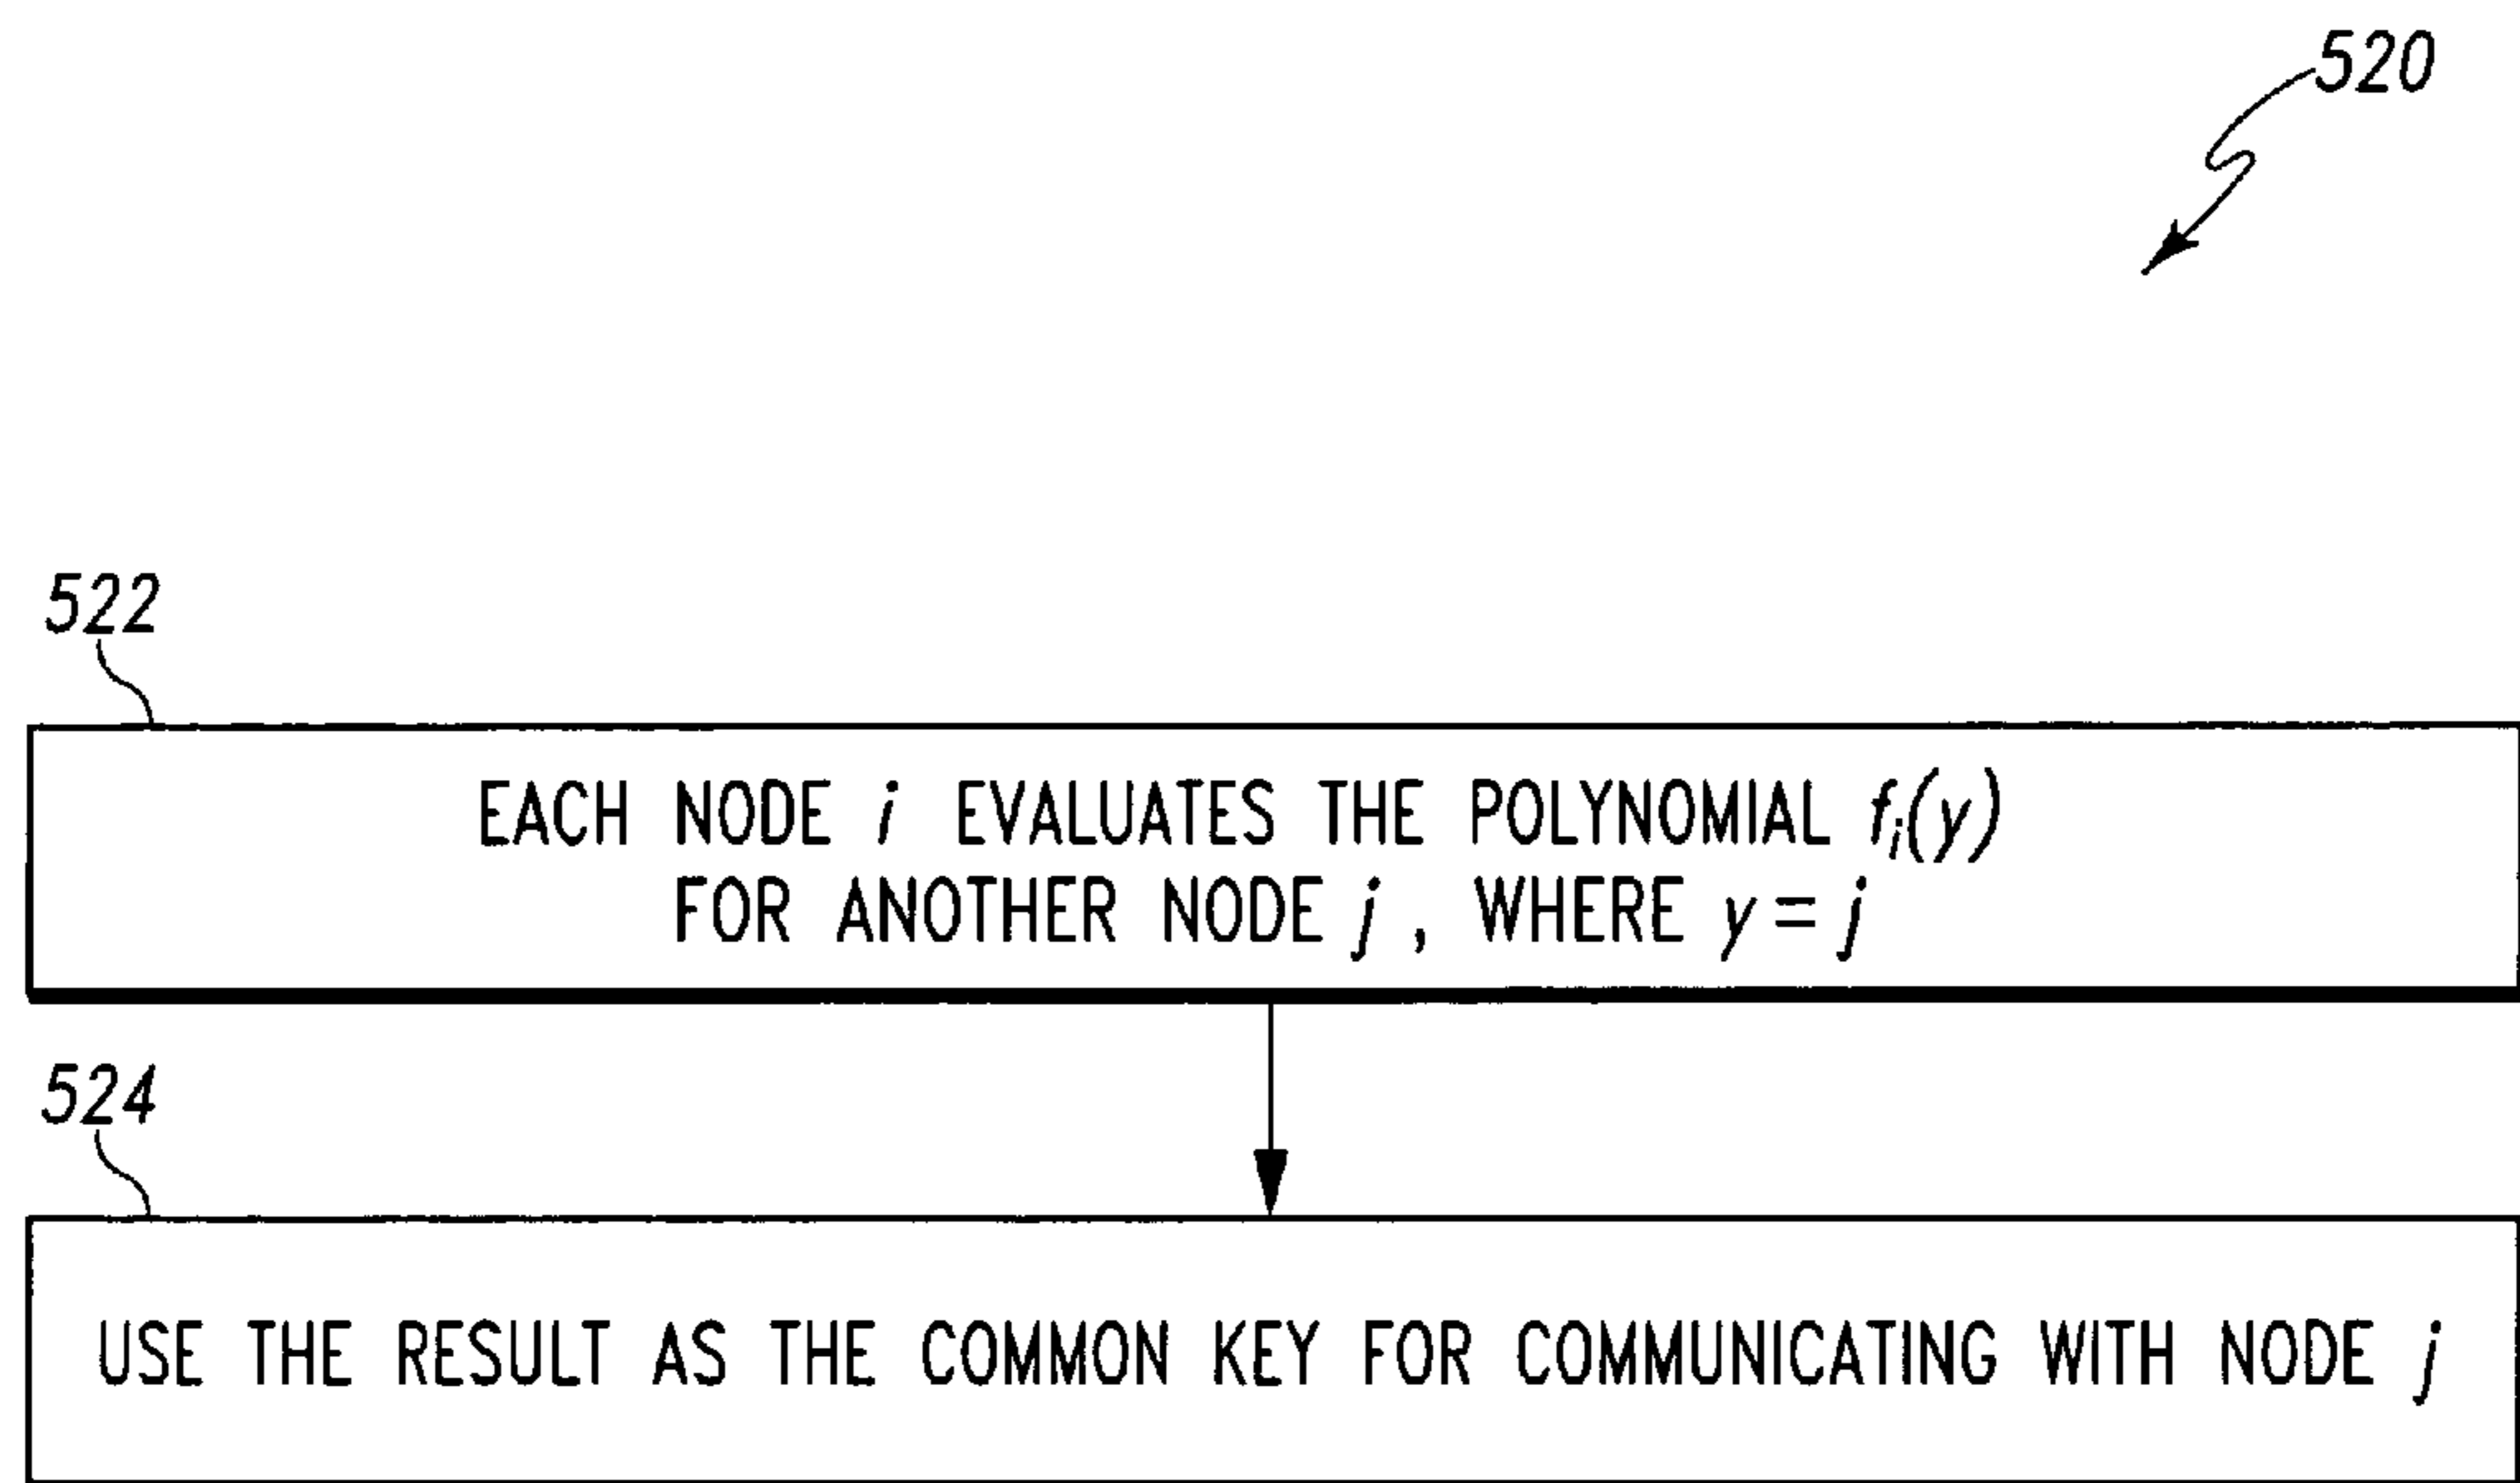 520
522
EACH NODE i EVALUATES THE POLYNOMIAL fi(y)
FOR ANOTHER NODE j , WHERE y = j
524
USE THE RESULT AS THE COMMON KEY FOR COMMUNICATING WITH NODE j